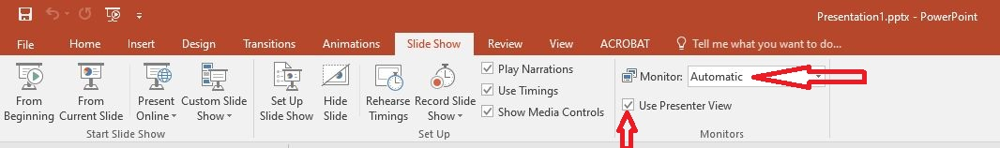 Presentation1.pptx - PowerPoint
File Home Insert Design Transitions Animations Slide Show Review View ACROBAT Tell me what you want to do...
From Beginning
From Current Slide
Present Online
Custom Slide Show
Start Slide Show
Set Up Slide Show
Hide Slide
Rehearse Timings
Record Slide Show
Play Narrations
Use Timings
Show Media Controls
Set Up
Monitor: Automatic
Use Presenter View
Monitors